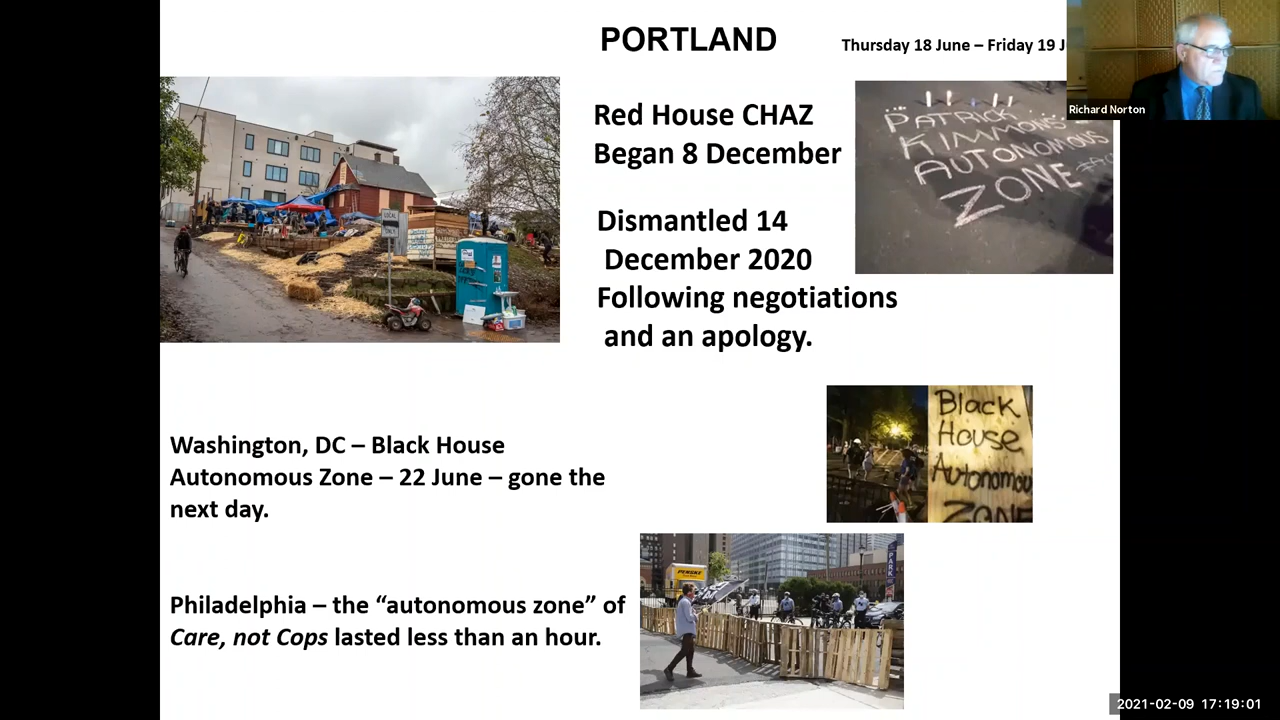 PORTLAND
Thursday 18 June – Friday 19 J
Richard Norton
Red House CHAZ
Began 8 December
PATRICK
KIMMONS
AUTONOMOUS
ZONE
Dismantled 14
December 2020
Following negotiations
and an apology.
LOCAL
ONLY
Washington, DC – Black House
Autonomous Zone – 22 June – gone the
next day.
Black
House
Autonomou
ZONE
Philadelphia – the “autonomous zone” of
Care, not Cops lasted less than an hour.
PENSKE
PARK
2021-02-09 17:19:01